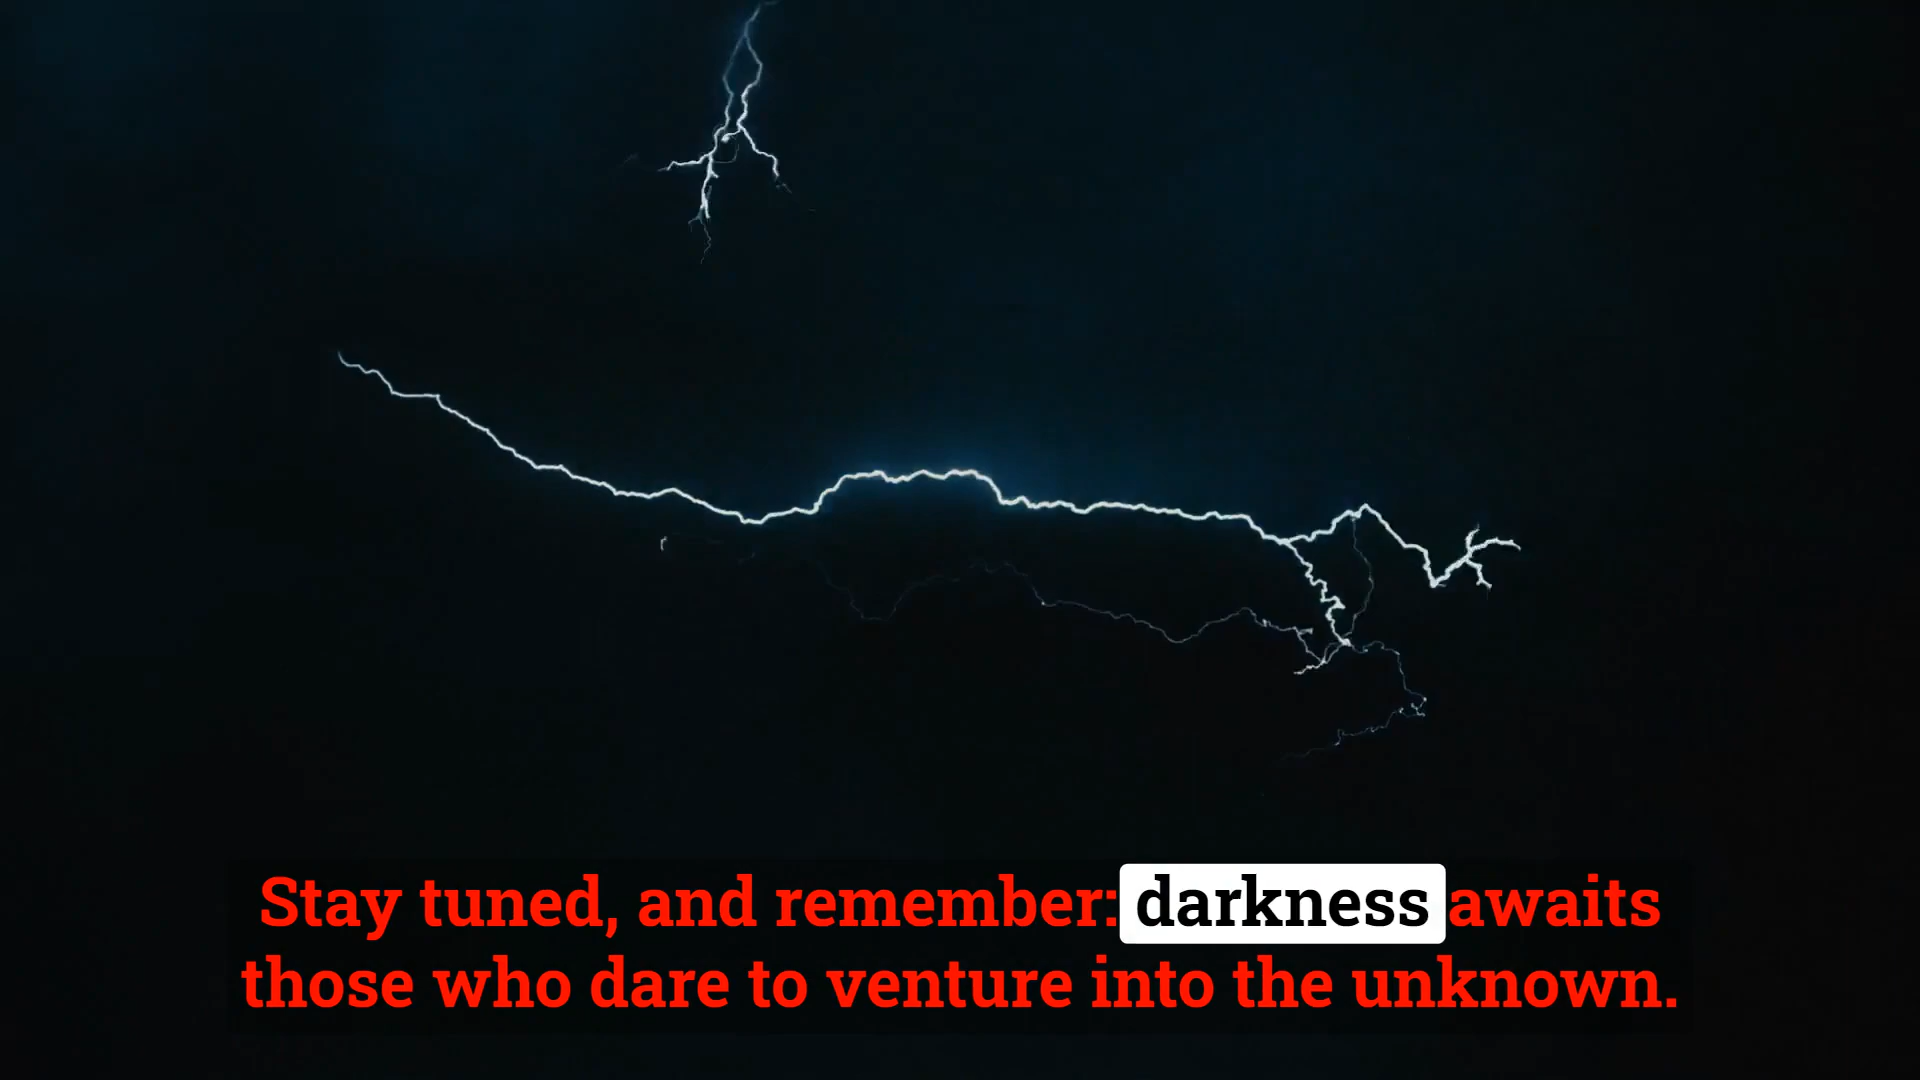 Stay tuned, and remember: darkness awaits
those who dare to venture into the unknown.